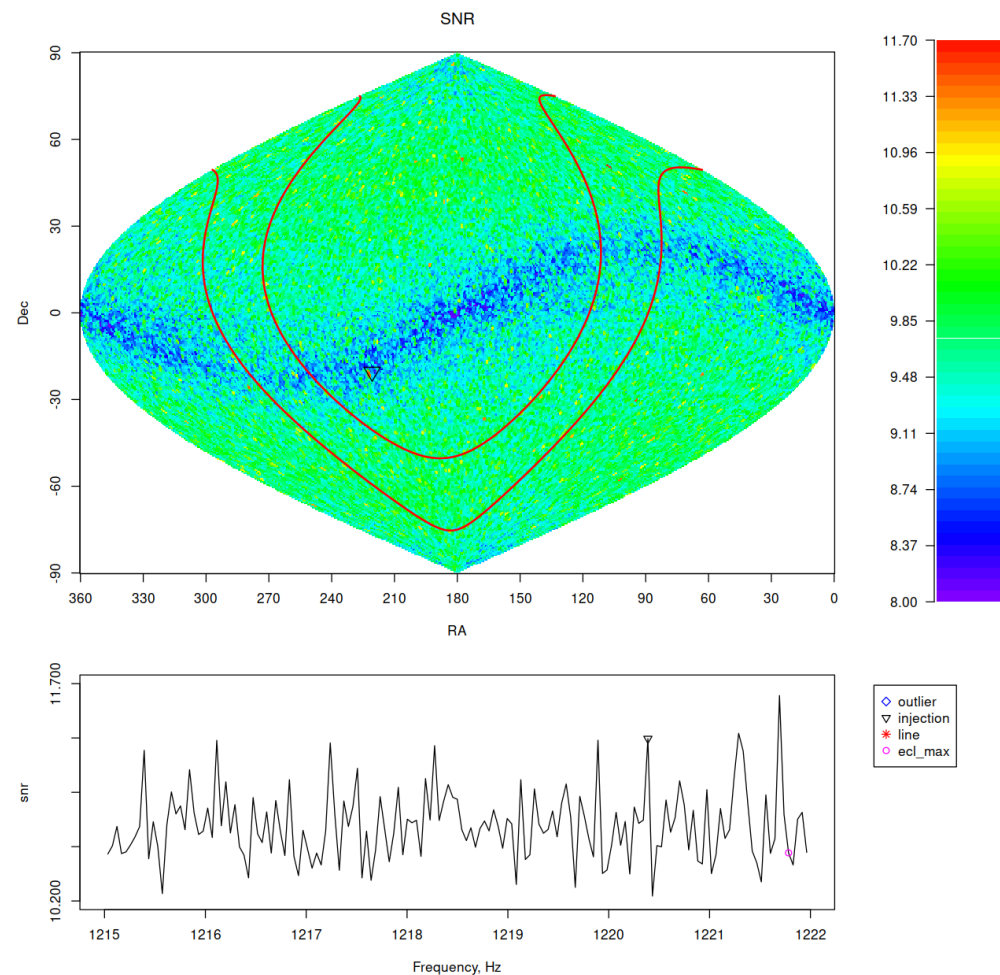 SNR
90
60
30
0
-30
-60
-90
Dec
360 330 300 270 240 210 180 150 120 90 60 30 0
RA
11.70
11.33
10.96
10.59
10.22
9.85
9.48
9.11
8.74
8.37
8.00
11.700
10.200
snr
1215 1216 1217 1218 1219 1220 1221 1222
Frequency, Hz
outlier
injection
line
ecl_max